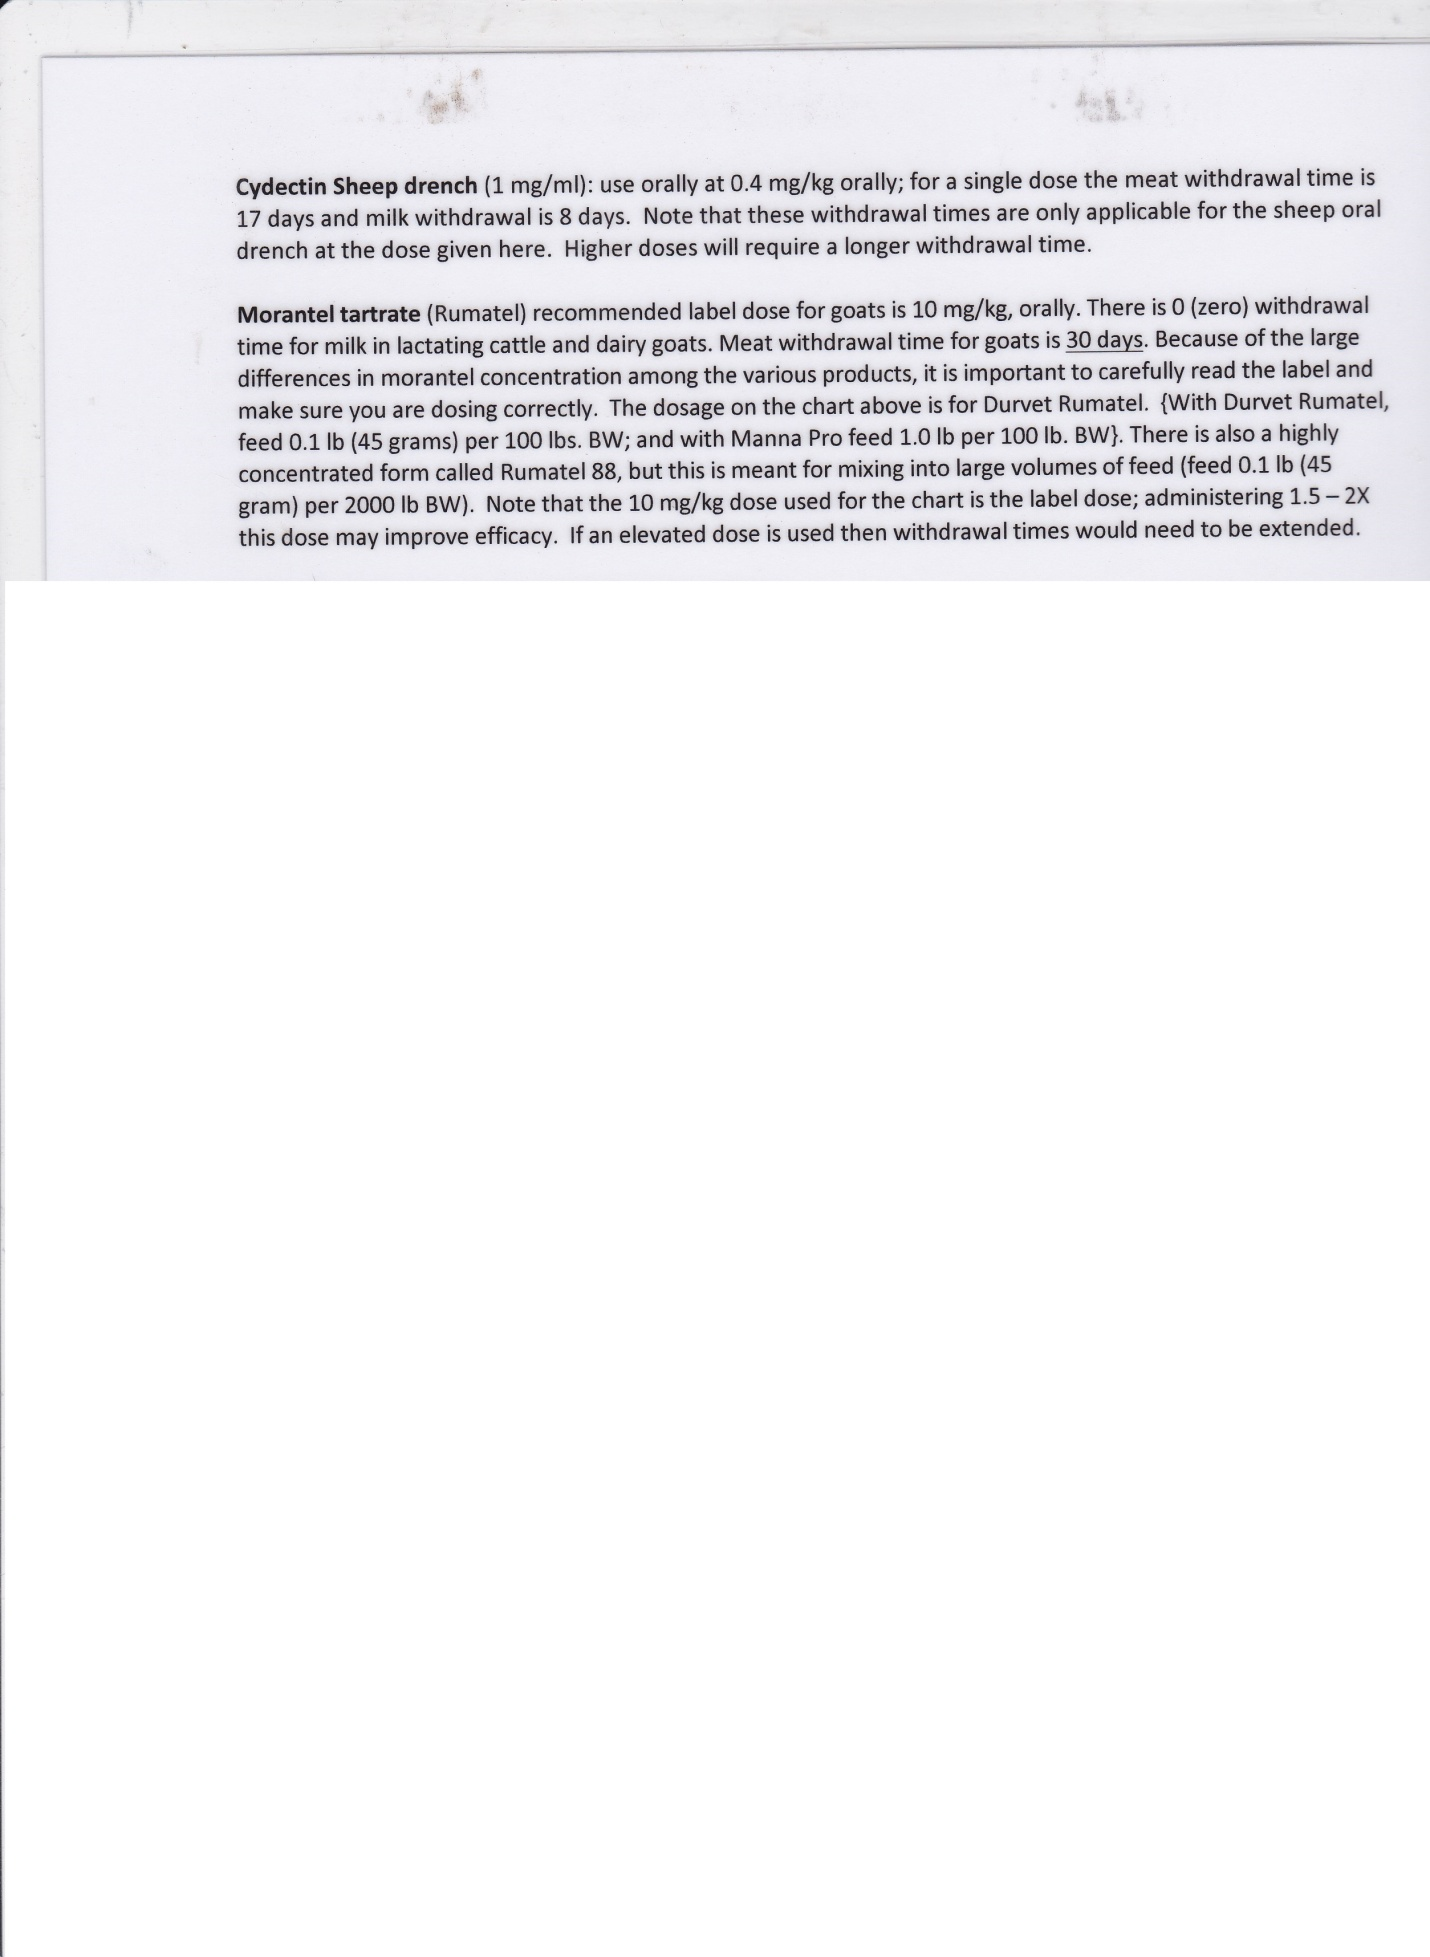 Cydectin Sheep drench (1 mg/ml): use orally at 0.4 mg/kg orally; for a single dose the meat withdrawal time is
17 days and milk withdrawal is 8 days. Note that these withdrawal times are only applicable for the sheep oral
drench at the dose given here. Higher doses will require a longer withdrawal time.
Morantel tartrate (Rumatel) recommended label dose for goats is 10 mg/kg, orally. There is 0 (zero) withdrawal
time for milk in lactating cattle and dairy goats. Meat withdrawal time for goats is 30 days. Because of the large
differences in morantel concentration among the various products, it is important to carefully read the label and
make sure you are dosing correctly. The dosage on the chart above is for Durvet Rumatel. {With Durvet Rumatel,
feed 0.1 lb (45 grams) per 100 lbs. BW; and with Manna Pro feed 1.0 lb per 100 lb. BW}. There is also a highly
concentrated form called Rumatel 88, but this is meant for mixing into large volumes of feed (feed 0.1 lb (45
gram) per 2000 lb BW). Note that the 10 mg/kg dose used for the chart is the label dose; administering 1.5 – 2X
this dose may improve efficacy. If an elevated dose is used then withdrawal times would need to be extended.